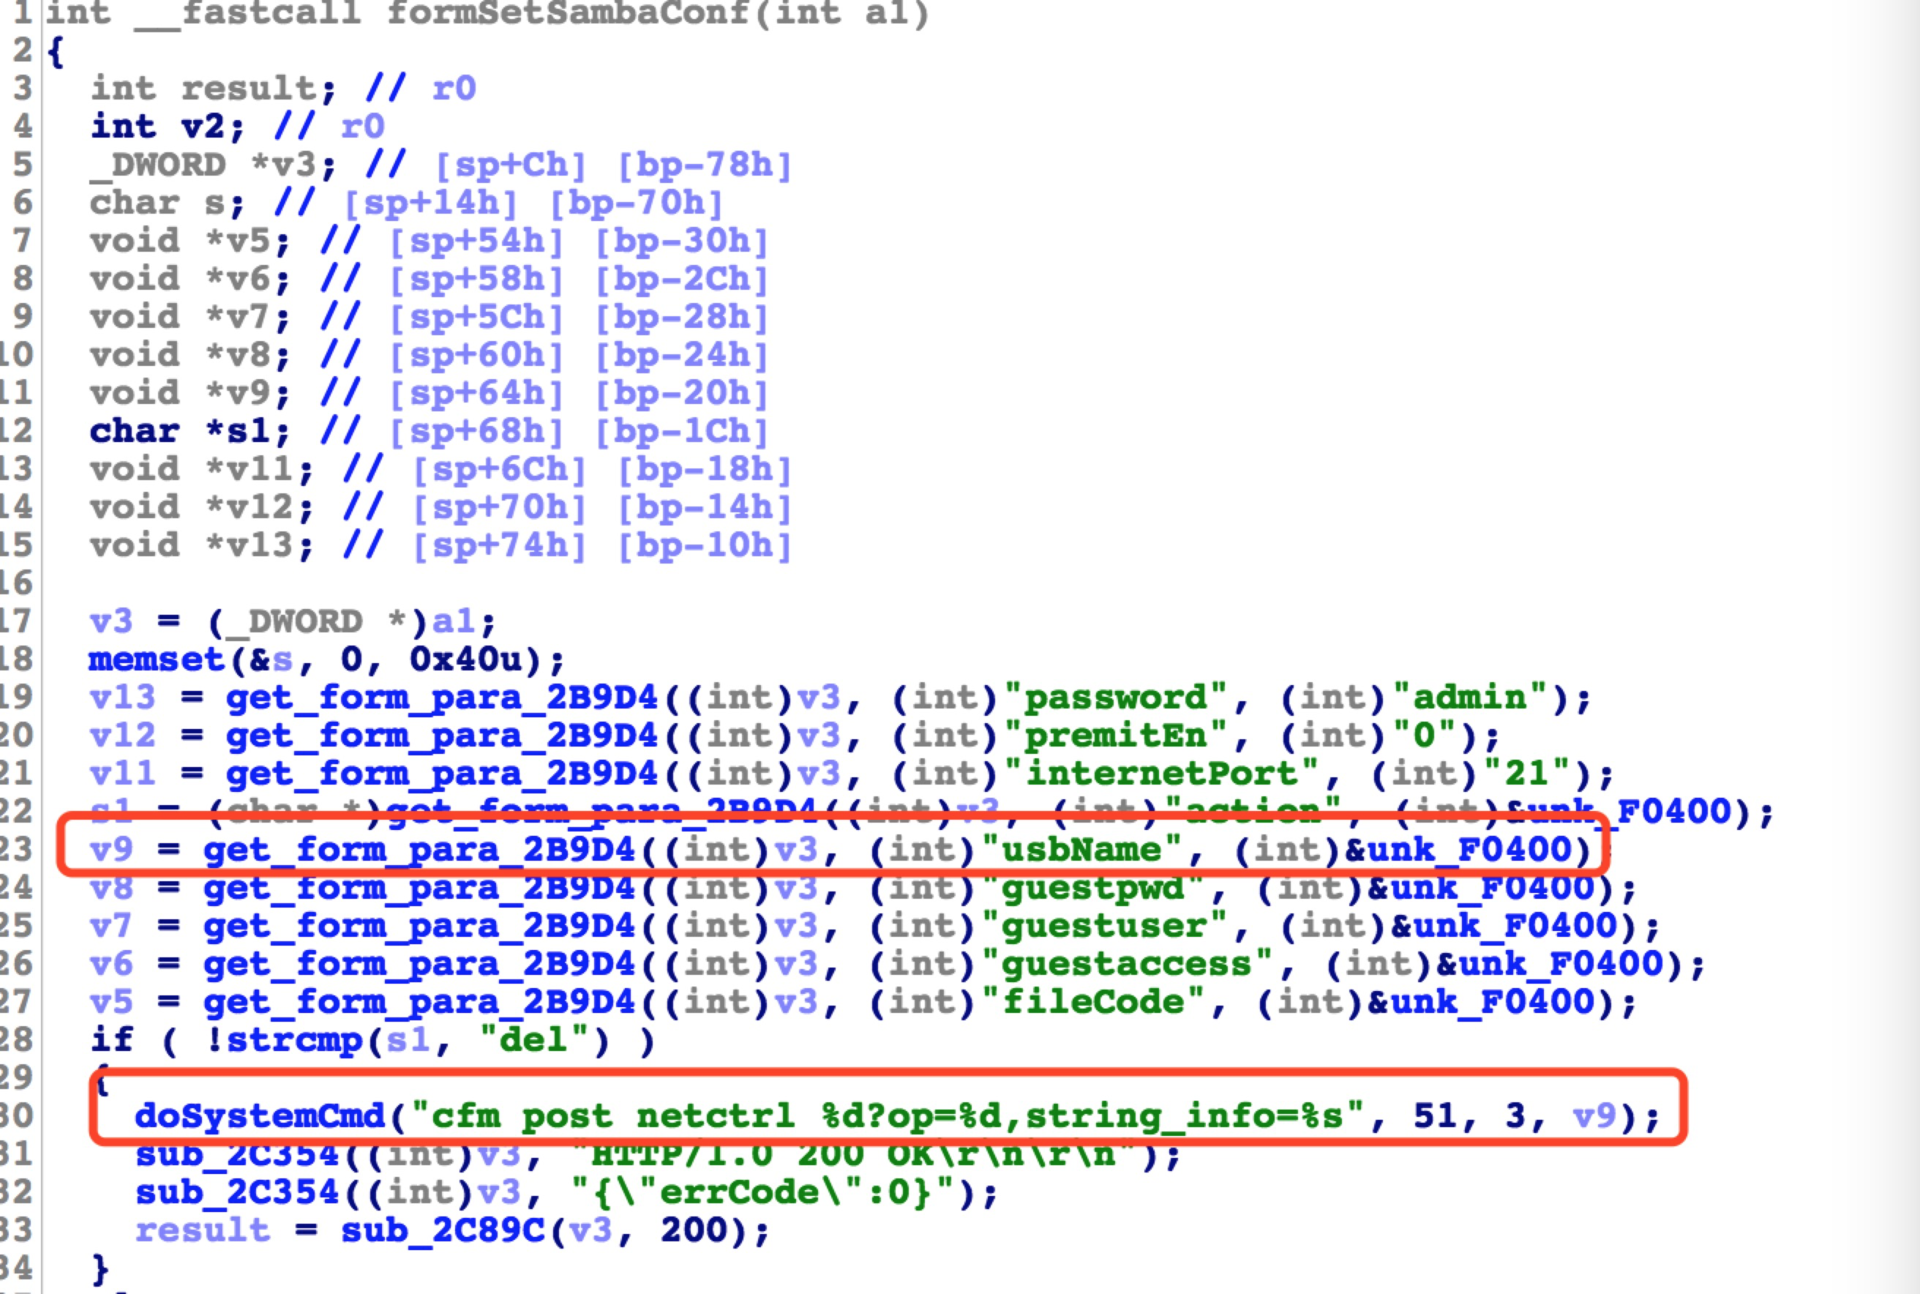 1 int __fastcall formSetSambaConf(int a1)
2 {
3 int result; // r0
4 int v2; // r0
5 _DWORD *v3; // [sp+Ch] [bp-78h]
6 char s; // [sp+14h] [bp-70h]
7 void *v5; // [sp+54h] [bp-30h]
8 void *v6; // [sp+58h] [bp-2Ch]
9 void *v7; // [sp+5Ch] [bp-28h]
10 void *v8; // [sp+60h] [bp-24h]
11 void *v9; // [sp+64h] [bp-20h]
12 char *s1; // [sp+68h] [bp-1Ch]
13 void *v11; // [sp+6Ch] [bp-18h]
14 void *v12; // [sp+70h] [bp-14h]
15 void *v13; // [sp+74h] [bp-10h]
16
17 v3 = (_DWORD *)a1;
18 memset(&s, 0, 0x40u);
19 v13 = get_form_para_2B9D4((int)v3, (int)"password", (int)"admin");
20 v12 = get_form_para_2B9D4((int)v3, (int)"premitEn", (int)"0");
21 v11 = get_form_para_2B9D4((int)v3, (int)"internetPort", (int)"21");
22 s1 = (char *)get_form_para_2B9D4((int)v3, (int)"action", (int)&unk_F0400);
23 v9 = get_form_para_2B9D4((int)v3, (int)"usbName", (int)&unk_F0400)
24 v8 = get_form_para_2B9D4((int)v3, (int)"guestpwd", (int)&unk_F0400);
25 v7 = get_form_para_2B9D4((int)v3, (int)"guestuser", (int)&unk_F0400);
26 v6 = get_form_para_2B9D4((int)v3, (int)"guestaccess", (int)&unk_F0400);
27 v5 = get_form_para_2B9D4((int)v3, (int)"fileCode", (int)&unk_F0400);
28 if ( !strcmp(s1, "del") )
29 {
30 doSystemCmd("cfm post netctrl %d?op=%d,string_info=%s", 51, 3, v9);
31 sub_2C354((int)v3, "HTTP/1.0 200 OK\r\n\r\n");
32 sub_2C354((int)v3, "{\"errCode\":0}");
33 result = sub_2C89C(v3, 200);
34 }